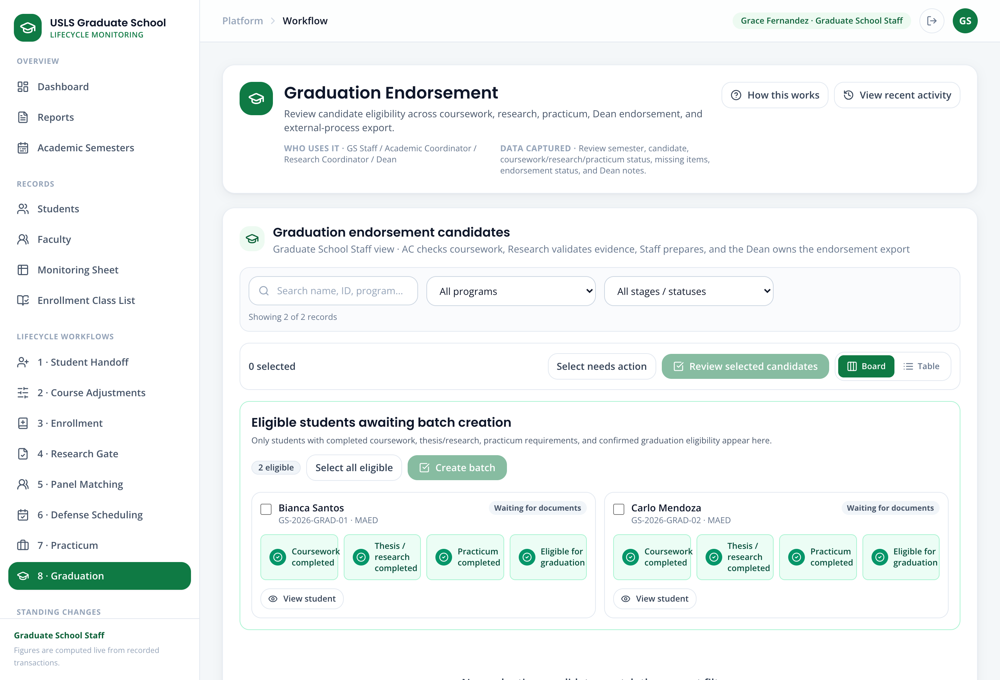 USLS Graduate School
LIFECYCLE MONITORING
OVERVIEW
Dashboard
Reports
Academic Semesters
RECORDS
Students
Faculty
Monitoring Sheet
Enrollment Class List
LIFECYCLE WORKFLOWS
1 · Student Handoff
2 · Course Adjustments
3 · Enrollment
4 · Research Gate
5 · Panel Matching
6 · Defense Scheduling
7 · Practicum
8 · Graduation
STANDING CHANGES
Graduate School Staff
Figures are computed live from recorded
transactions.
Platform > Workflow
Grace Fernandez · Graduate School Staff
GS
Graduation Endorsement
Review candidate eligibility across coursework, research, practicum, Dean endorsement, and
external-process export.
WHO USES IT · GS Staff / Academic Coordinator /
Research Coordinator / Dean
DATA CAPTURED · Review semester, candidate,
coursework/research/practicum status, missing items,
endorsement status, and Dean notes.
How this works
View recent activity
Graduation endorsement candidates
Graduate School Staff view · AC checks coursework, Research validates evidence, Staff prepares, and the Dean owns the endorsement export
Search name, ID, program...
All programs
All stages / statuses
Showing 2 of 2 records
0 selected
Select needs action
Review selected candidates
Board
Table
Eligible students awaiting batch creation
Only students with completed coursework, thesis/research, practicum requirements, and confirmed graduation eligibility appear here.
2 eligible
Select all eligible
Create batch
Bianca Santos
Waiting for documents
GS-2026-GRAD-01 · MAED
Coursework
completed
Thesis /
research
completed
Practicum
completed
Eligible for
graduation
View student
Carlo Mendoza
Waiting for documents
GS-2026-GRAD-02 · MAED
Coursework
completed
Thesis /
research
completed
Practicum
completed
Eligible for
graduation
View student